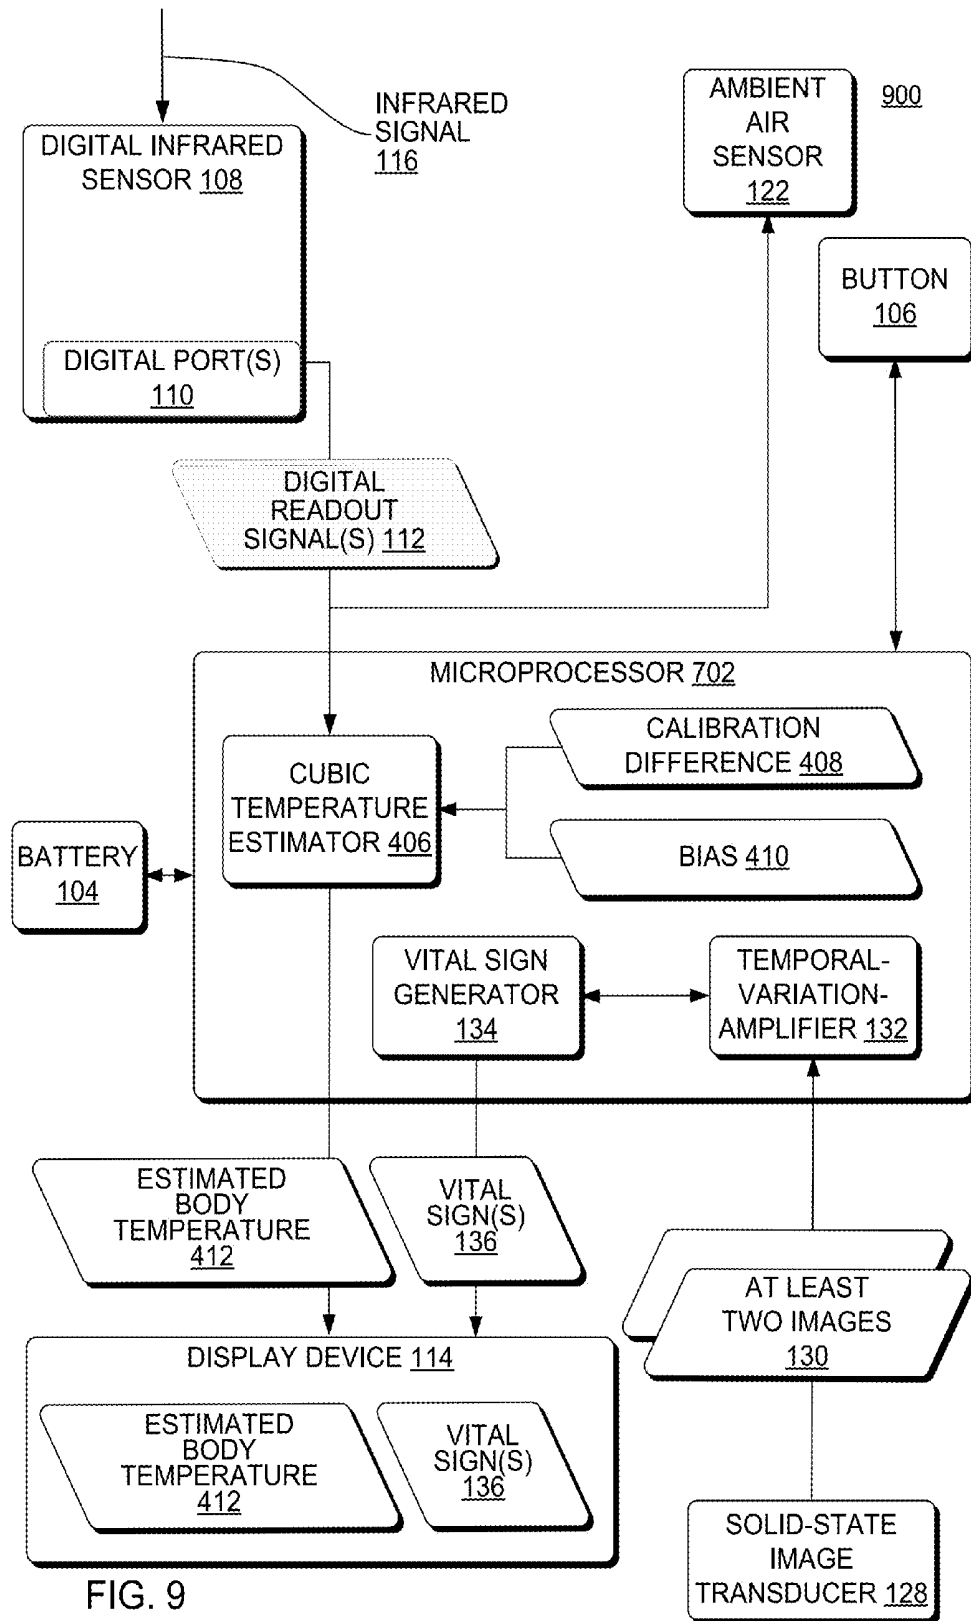 INFRARED
SIGNAL
116
AMBIENT
AIR
SENSOR
122
900
DIGITAL INFRARED
SENSOR 108
BUTTON
106
DIGITAL PORT(S)
110
DIGITAL
READOUT
SIGNAL(S) 112
MICROPROCESSOR 702
CUBIC
TEMPERATURE
ESTIMATOR 406
CALIBRATION
DIFFERENCE 408
BIAS 410
BATTERY
104
VITAL SIGN
GENERATOR
134
TEMPORAL-
VARIATION-
AMPLIFIER 132
ESTIMATED
BODY
TEMPERATURE
412
VITAL
SIGN(S)
136
AT LEAST
TWO IMAGES
130
DISPLAY DEVICE 114
ESTIMATED
BODY
TEMPERATURE
412
VITAL
SIGN(S)
136
SOLID-STATE
IMAGE
TRANSDUCER 128
FIG. 9